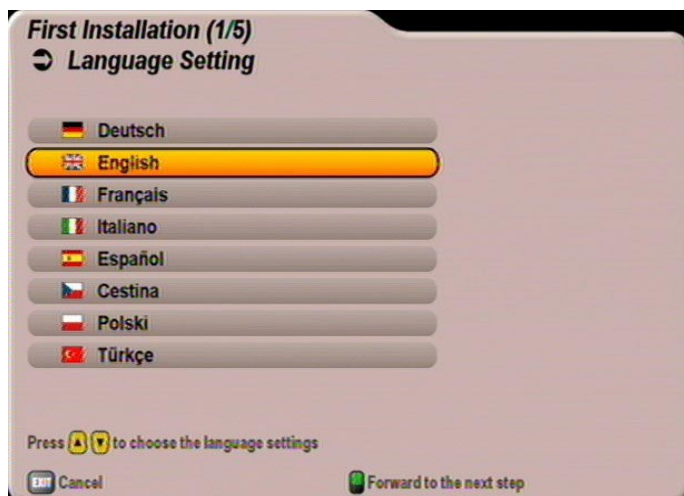 First Installation (1/5)
Language Setting
Deutsch
English
Français
Italiano
Español
Cestina
Polski
Türkçe
Press to choose the language settings
EXIT Cancel
Forward to the next step